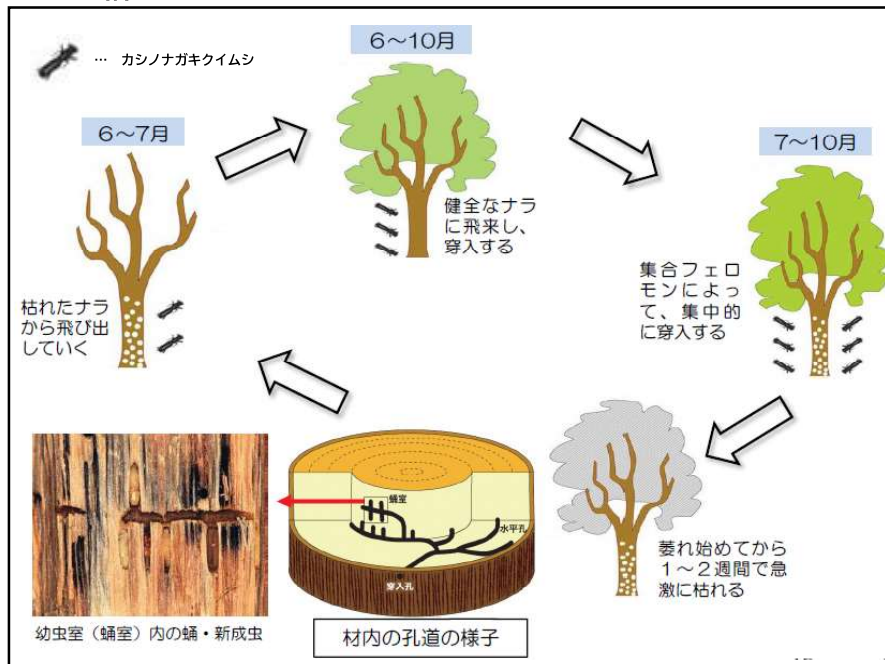 … カシノナガキクイムシ
6~7月
枯れたナラ
から飛び出
していく
6~10月
健全なナラ
に飛来し、
穿入する
7~10月
集合フェロ
モンによっ
て、集中的
に穿入する
萎れ始めてから
1~2週間で急
激に枯れる
蛹室
水平孔
穿入孔
材内の孔道の様子
幼虫室(蛹室)内の蛹・新成虫